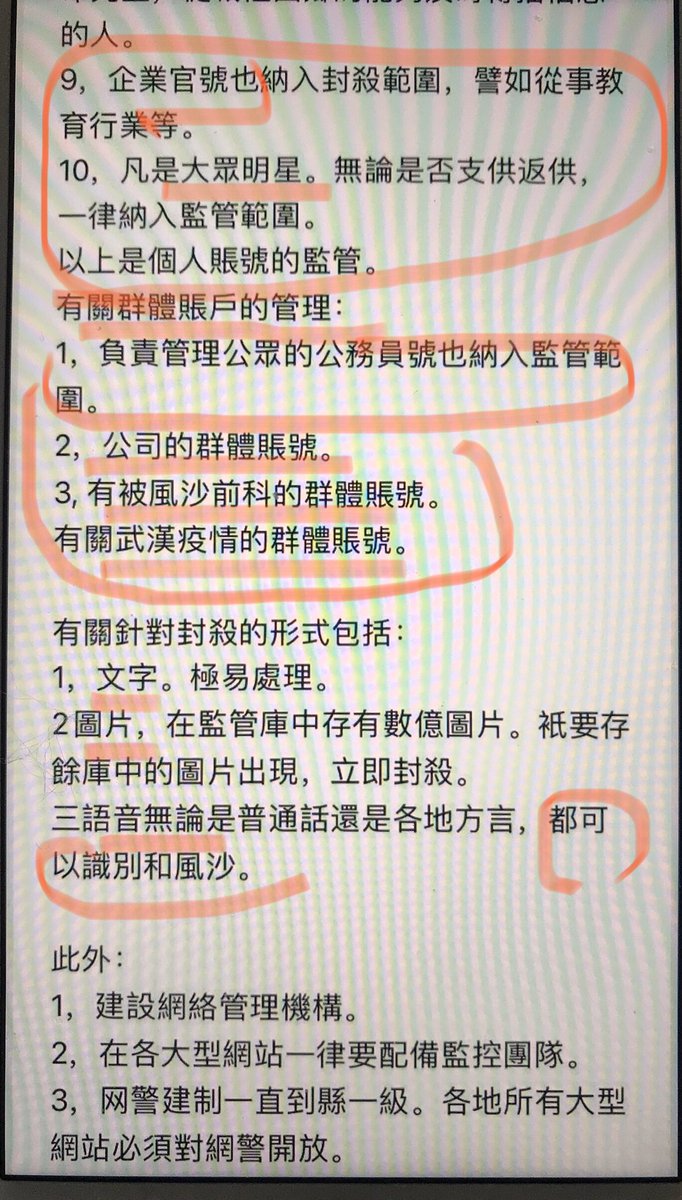 的人。
9，企業官號也納入封殺範圍，譬如從事教
育行業等。
10，凡是大眾明星。無論是否支供返供，
一律納入監管範圍。
以上是個人賬號的監管。
有關群體賬戶的管理：
1，負責管理公眾的公務員號也納入監管範
圍。
2，公司的群體賬號。
3, 有被風沙前科的群體賬號。
有關武漢疫情的群體賬號。
有關針對封殺的形式包括：
1，文字。極易處理。
2圖片，在監管庫中存有數億圖片。衹要存
餘庫中的圖片出現，立即封殺。
三語音無論是普通話還是各地方言，都可
以識別和風沙。
此外：
1，建設網絡管理機構。
2，在各大型網站一律要配備監控團隊。
3，网警建制一直到縣一級。各地所有大型
網站必須對網警開放。